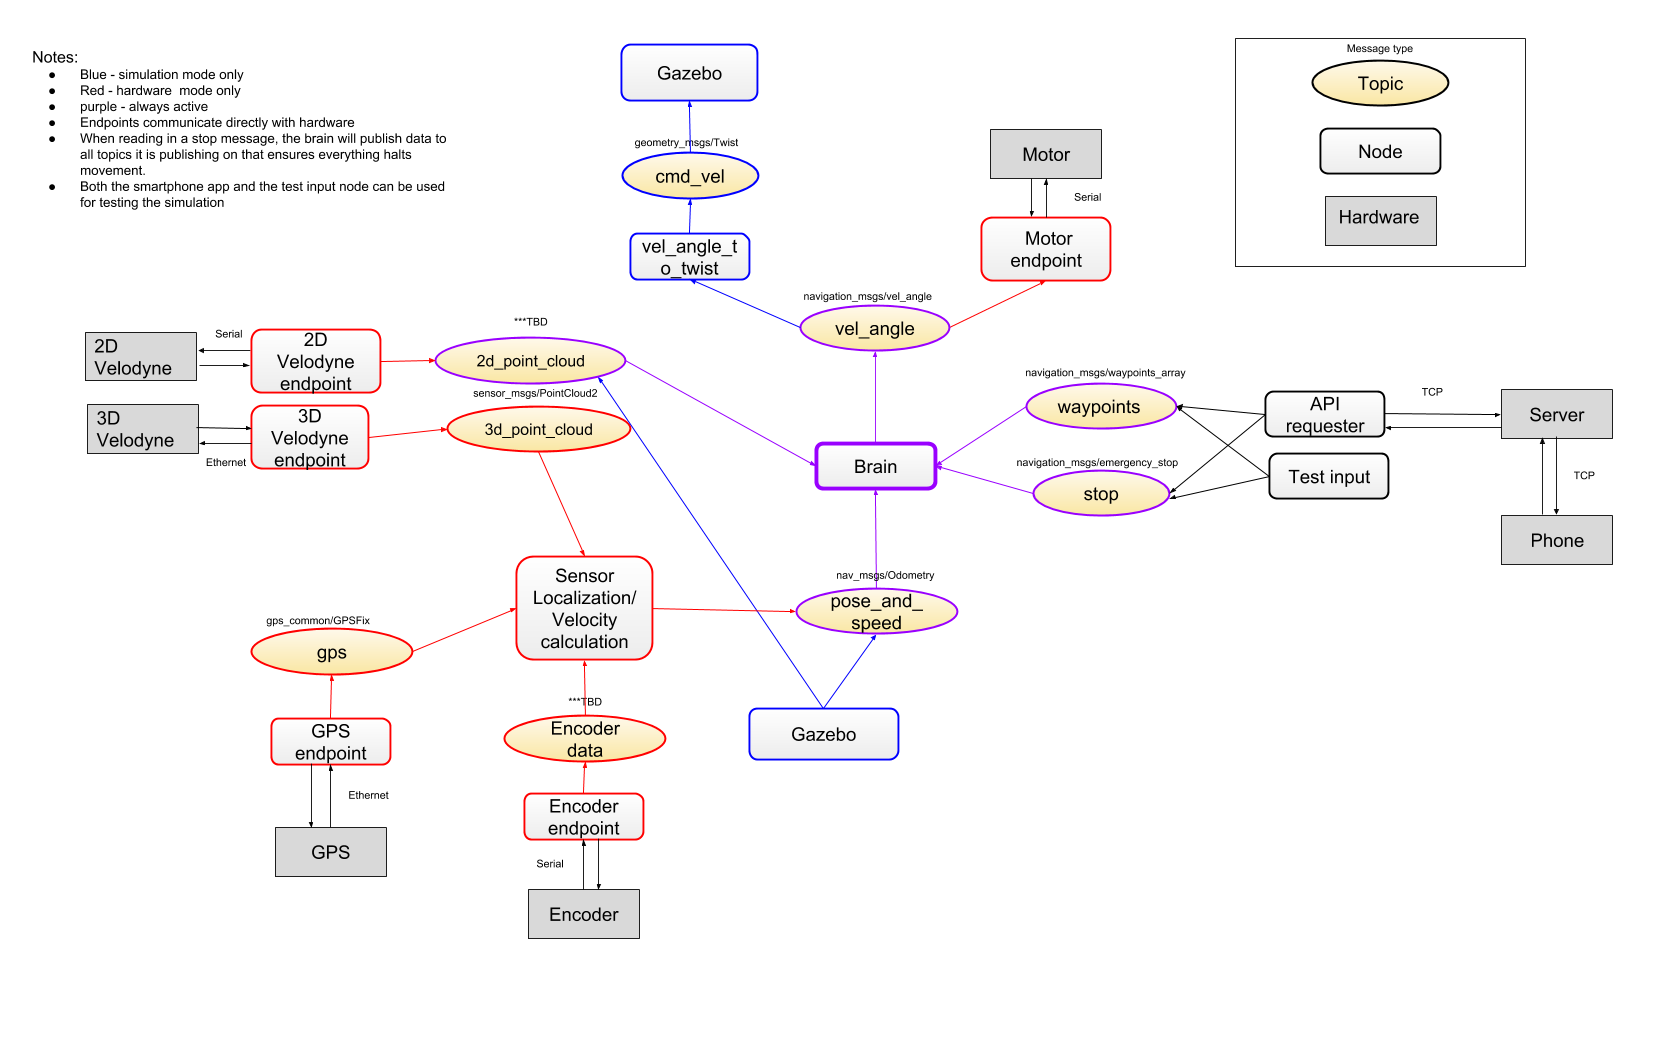 Notes:
● Blue - simulation mode only
● Red - hardware  mode only
● purple - always active
● Endpoints communicate directly with hardware
● When reading in a stop message, the brain will publish data to
all topics it is publishing on that ensures everything halts
movement.
● Both the smartphone app and the test input node can be used
for testing the simulation
Gazebo
geometry_msgs/Twist
cmd_vel
vel_angle_t
o_twist
Message type
Topic
Node
Hardware
Motor
Serial
Motor
endpoint
navigation_msgs/vel_angle
vel_angle
2D
Velodyne
Serial
2D
Velodyne
endpoint
***TBD
2d_point_cloud
3D
Velodyne
Ethernet
3D
Velodyne
endpoint
sensor_msgs/PointCloud2
3d_point_cloud
Brain
navigation_msgs/waypoints_array
waypoints
navigation_msgs/emergency_stop
stop
API
requester
Test input
TCP
Server
TCP
Phone
Sensor
Localization/
Velocity
calculation
nav_msgs/Odometry
pose_and_
speed
gps_common/GPSFix
gps
GPS
endpoint
Ethernet
GPS
***TBD
Encoder
data
Encoder
endpoint
Serial
Encoder
Gazebo